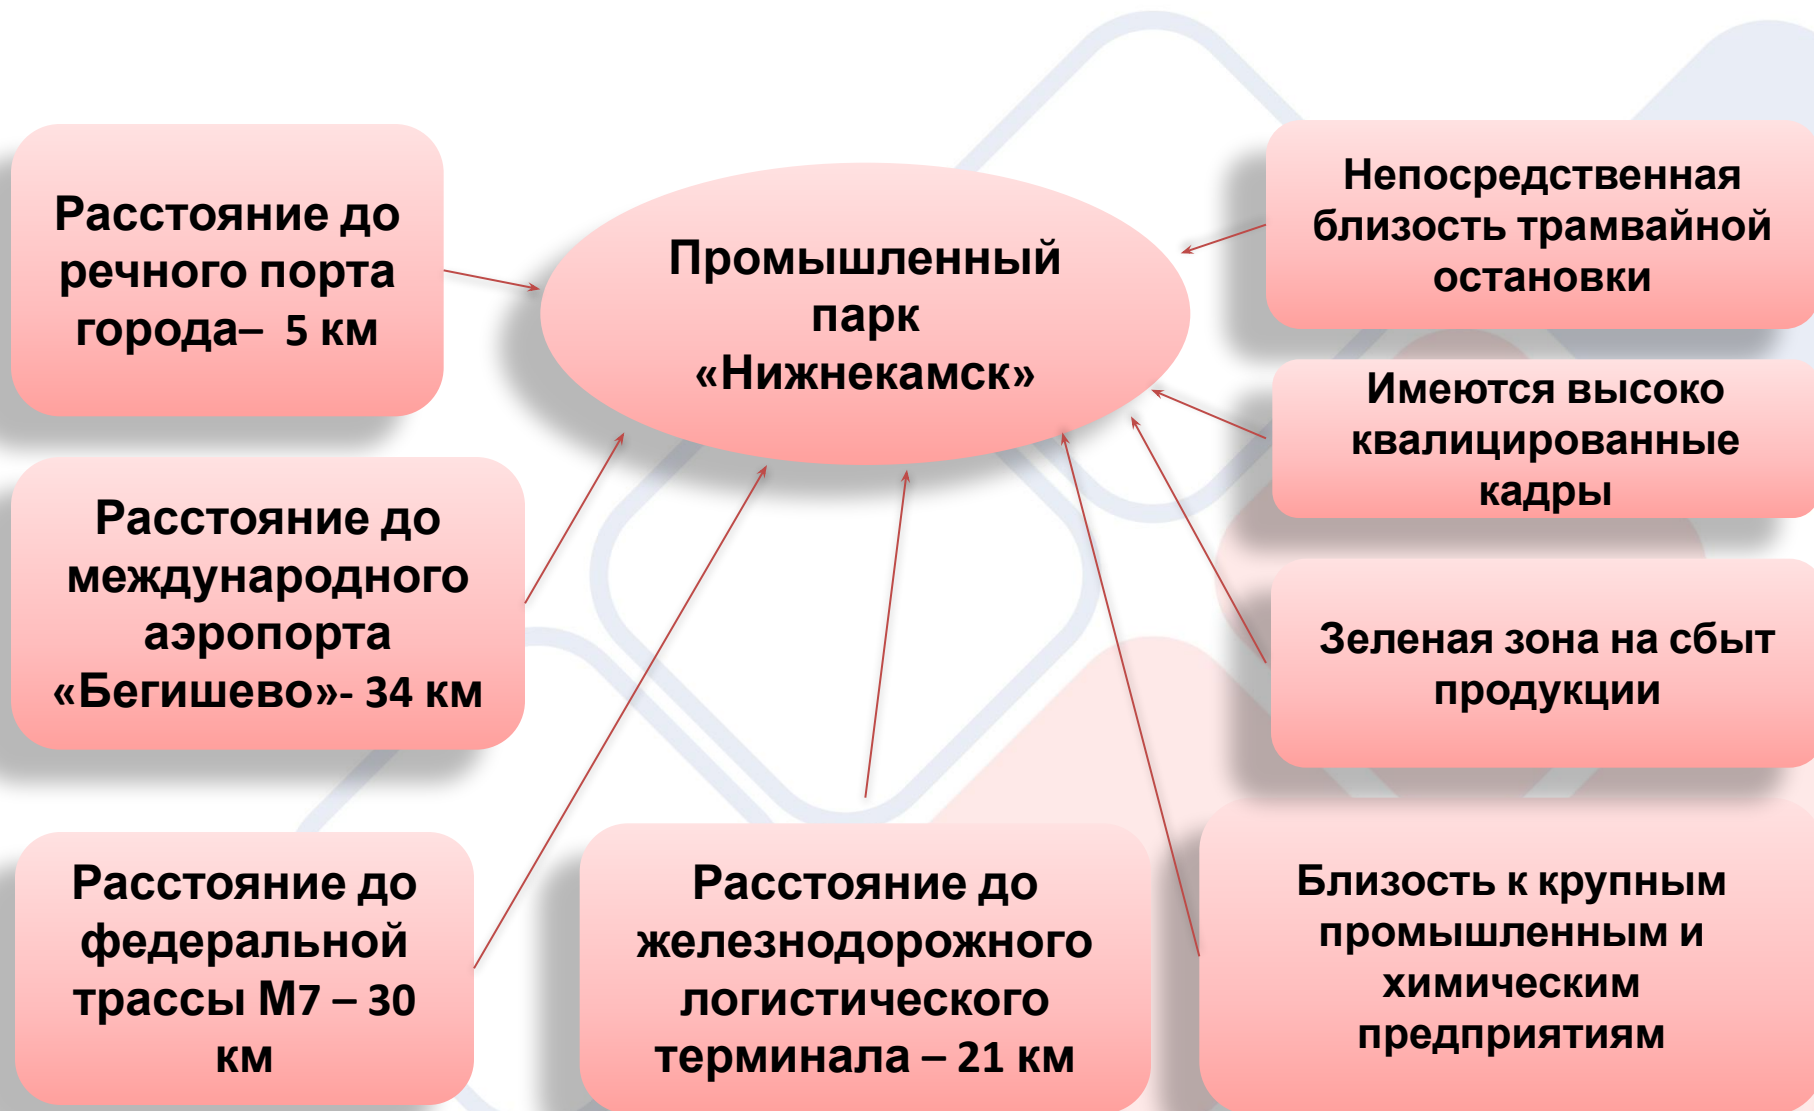 Расстояние до
речного порта
города– 5 км
Промышленный
парк
«Нижнекамск»
Непосредственная
близость трамвайной
остановки
Имеются высоко
квалицированные
кадры
Расстояние до
международного
аэропорта
«Бегишево»- 34 км
Зеленая зона на сбыт
продукции
Расстояние до
федеральной
трассы М7 – 30
км
Расстояние до
железнодорожного
логистического
терминала – 21 км
Близость к крупным
промышленным и
химическим
предприятиям